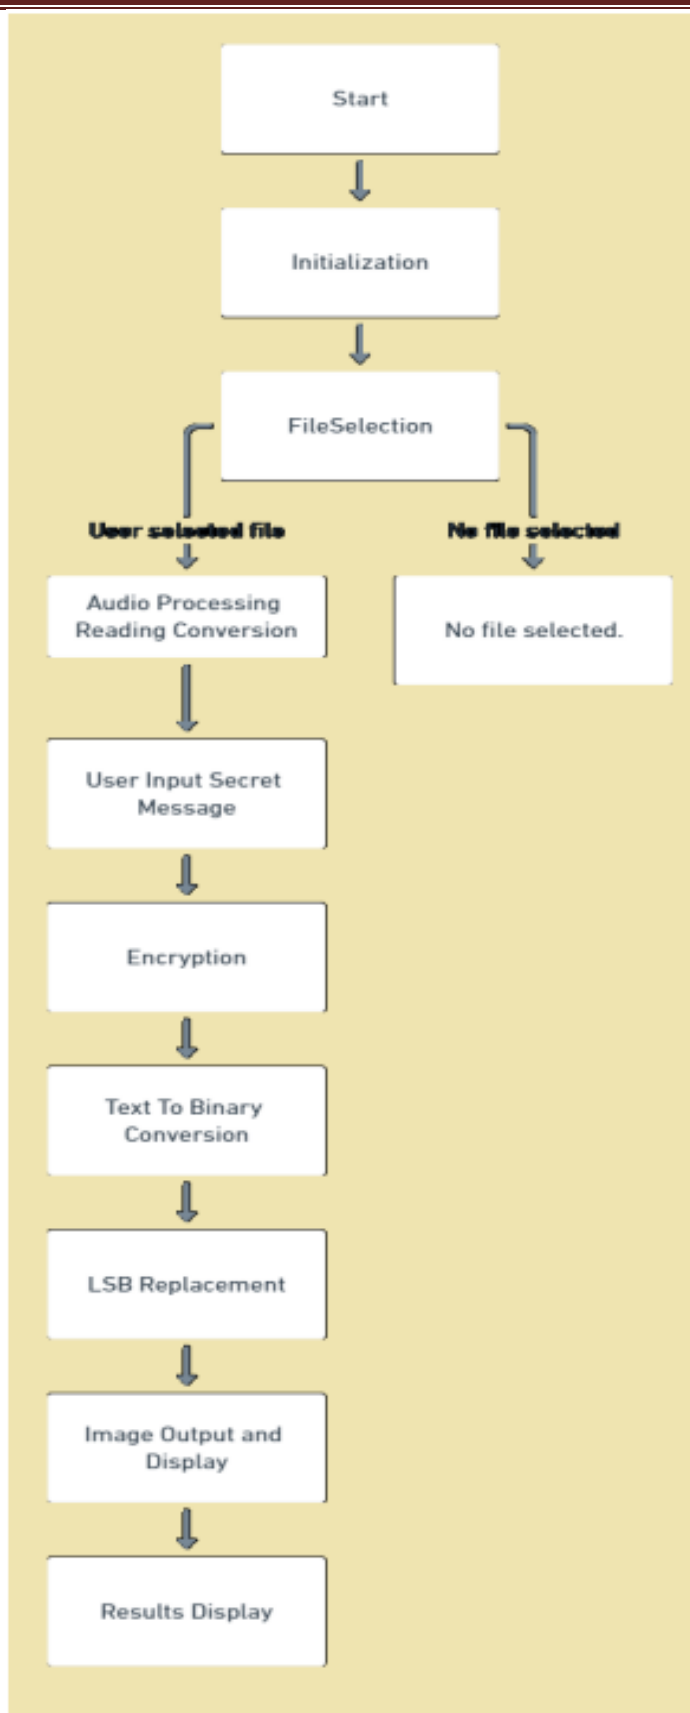 Start
Initialization
FileSelection
User selected file
No file selected
Audio Processing
Reading Conversion
No file selected.
User Input Secret
Message
Encryption
Text To Binary
Conversion
LSB Replacement
Image Output and
Display
Results Display